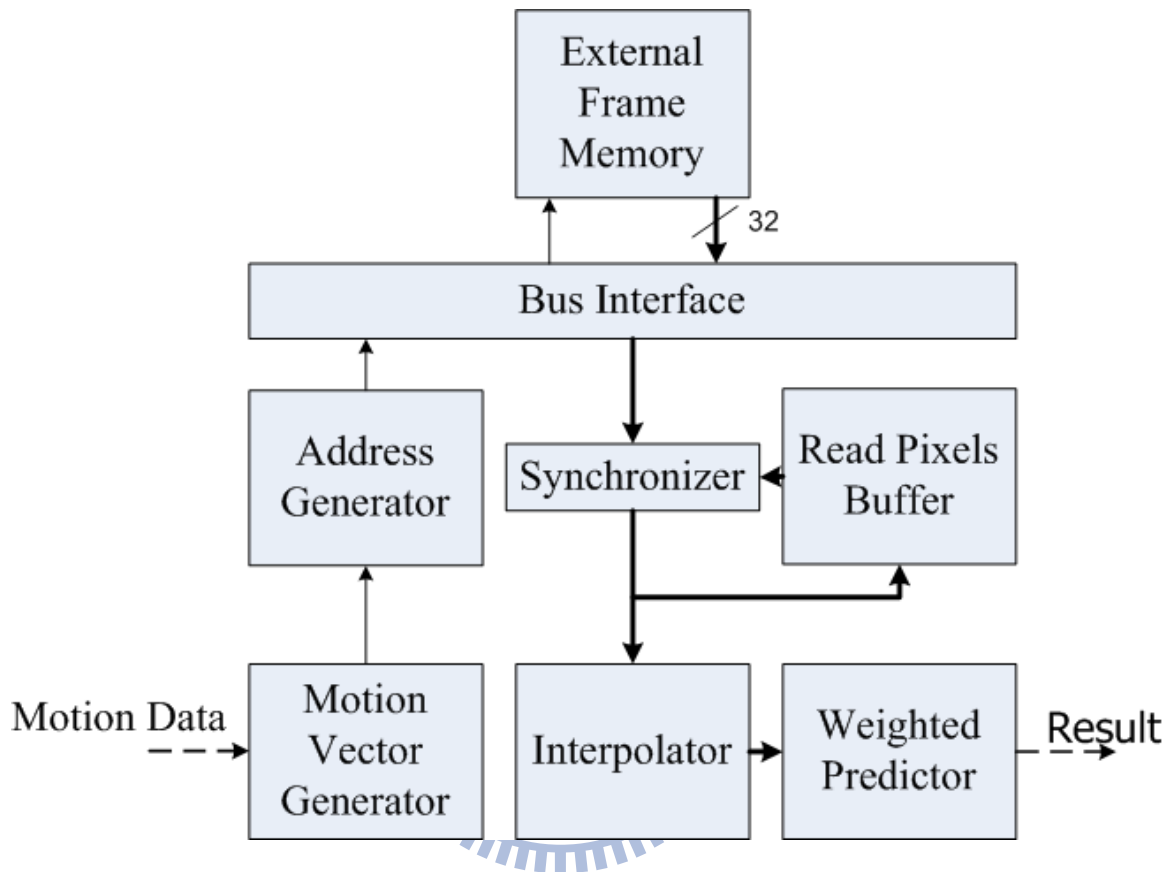 External
Frame
Memory
32
Bus Interface
Address
Generator
Synchronizer
Read Pixels
Buffer
Motion Data
Motion
Vector
Generator
Interpolator
Weighted
Predictor
Result